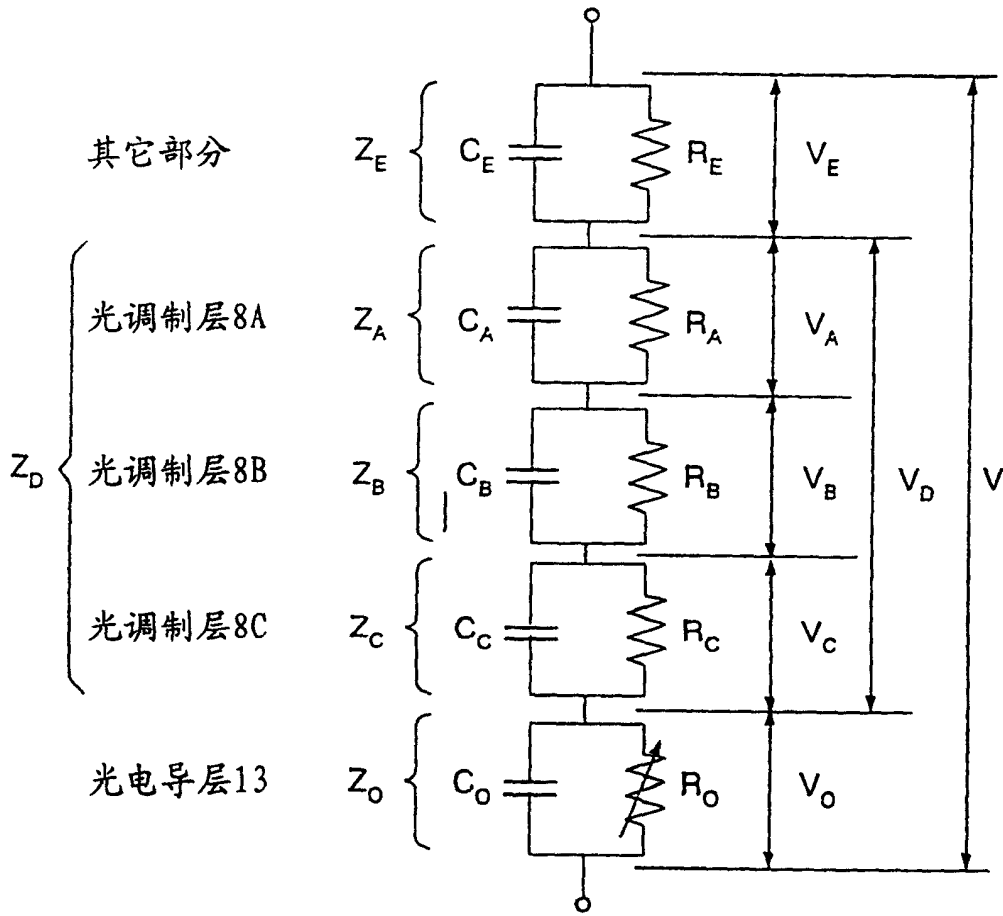 其它部分 Z_E C_E R_E V_E
光调制层8A Z_A C_A R_A V_A
Z_D 光调制层8B Z_B C_B R_B V_B V_D V
光调制层8C Z_C C_C R_C V_C
光电导层13 Z_O C_O R_O V_O